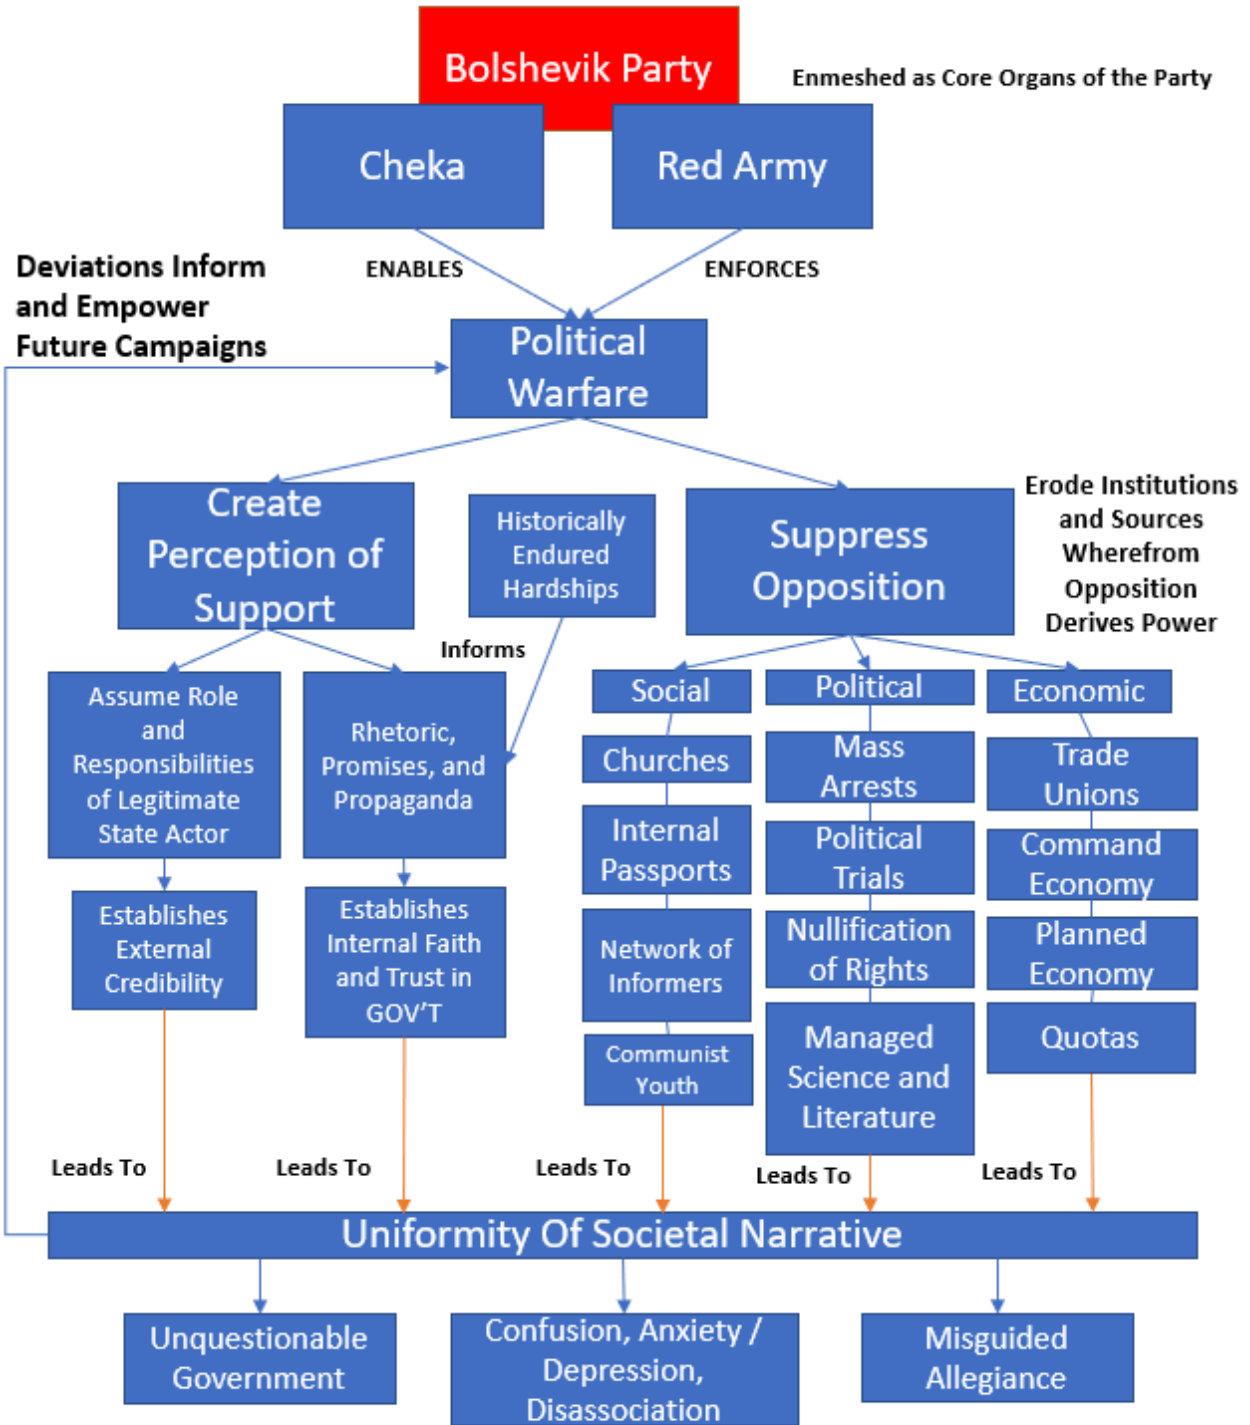 Bolshevik Party
Enmeshed as Core Organs of the Party
Cheka
Red Army
ENABLES
ENFORCES
Deviations Inform
and Empower
Future Campaigns
Political
Warfare
Create
Perception of
Support
Historically
Endured
Hardships
Suppress
Opposition
Erode Institutions
and Sources
Wherefrom
Opposition
Derives Power
Informs
Assume Role
and
Responsibilities
of Legitimate
State Actor
Rhetoric,
Promises, and
Propaganda
Social
Political
Economic
Churches
Mass
Arrests
Trade
Unions
Internal
Passports
Political
Trials
Command
Economy
Establishes
External
Credibility
Establishes
Internal Faith
and Trust in
GOV'T
Network of
Informers
Nullification
of Rights
Planned
Economy
Communist
Youth
Managed
Science and
Literature
Quotas
Leads To
Leads To
Leads To
Leads To
Leads To
Uniformity Of Societal Narrative
Unquestionable
Government
Confusion, Anxiety /
Depression,
Disassociation
Misguided
Allegiance